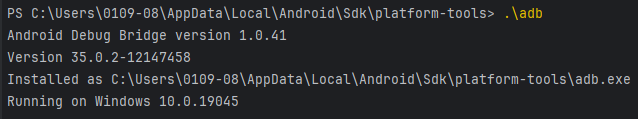 PS C:\Users\0109-08\AppData\Local\Android\Sdk\platform-tools> .\adb
Android Debug Bridge version 1.0.41
Version 35.0.2-12147458
Installed as C:\Users\0109-08\AppData\Local\Android\Sdk\platform-tools\adb.exe
Running on Windows 10.0.19045